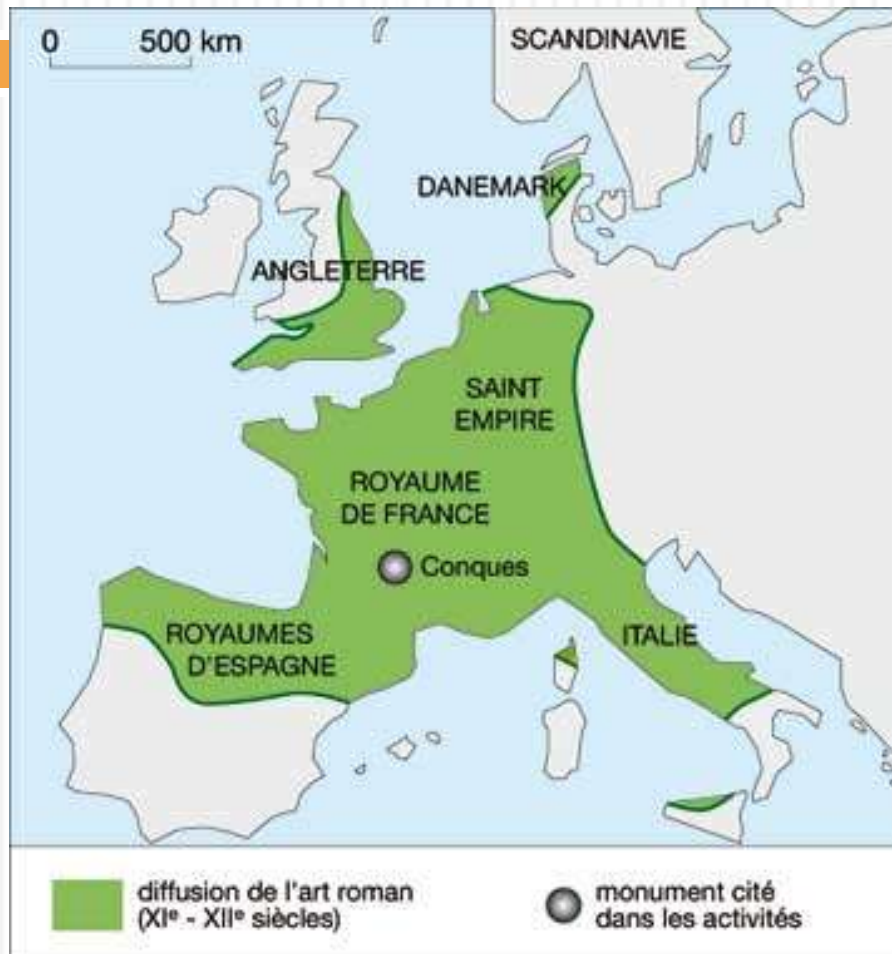 0 500 km
SCANDINAVIE
DANEMARK
ANGLETERRE
SAINT
EMPIRE
ROYAUME
DE FRANCE
Conques
ROYAUMES
D'ESPAGNE
ITALIE
diffusion de l'art roman
(XIe - XIIe siècles)
monument cité
dans les activités